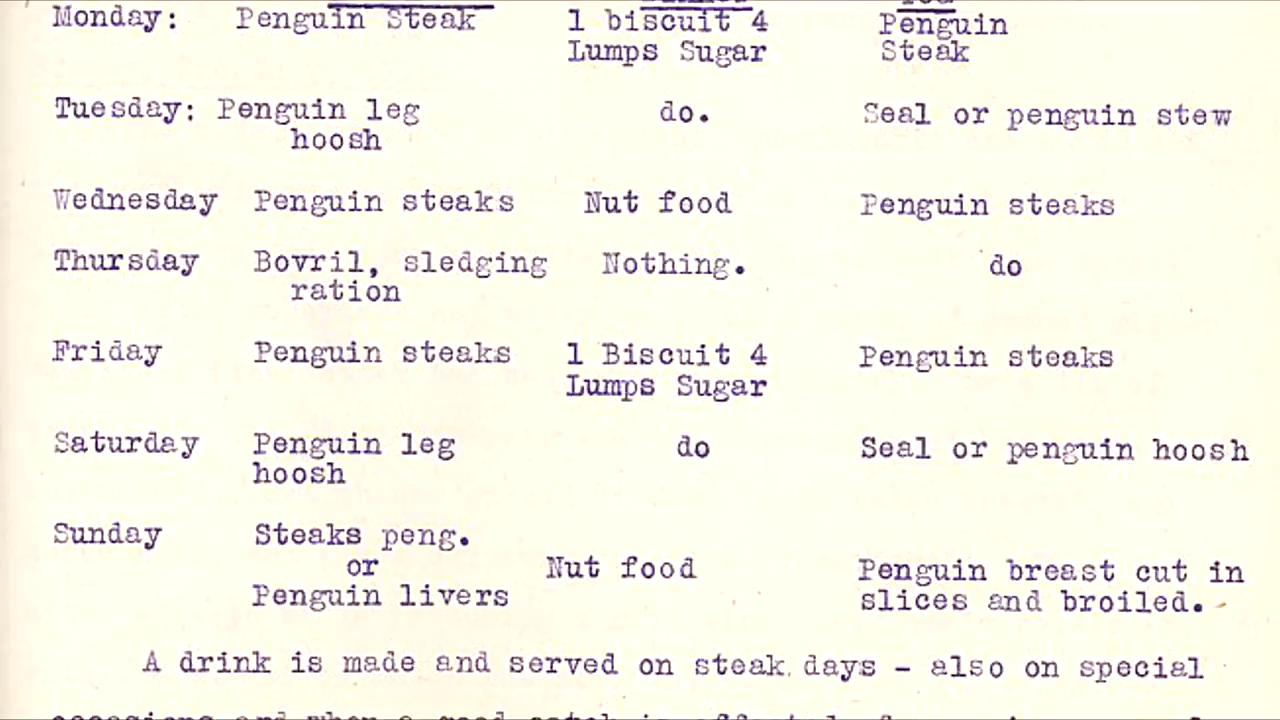 Monday: Penguin Steak 1 biscuit 4 Penguin
Lumps Sugar Steak
Tuesday: Penguin leg do. Seal or penguin stew
hoosh
Wednesday Penguin steaks Nut food Penguin steaks
Thursday Bovril, sledging Nothing. do
ration
Friday Penguin steaks 1 Biscuit 4 Penguin steaks
Lumps Sugar
Saturday Penguin leg do Seal or penguin hoosh
hoosh
Sunday Steaks peng.
or Nut food Penguin breast cut in
Penguin livers slices and broiled.
A drink is made and served on steak days - also on special